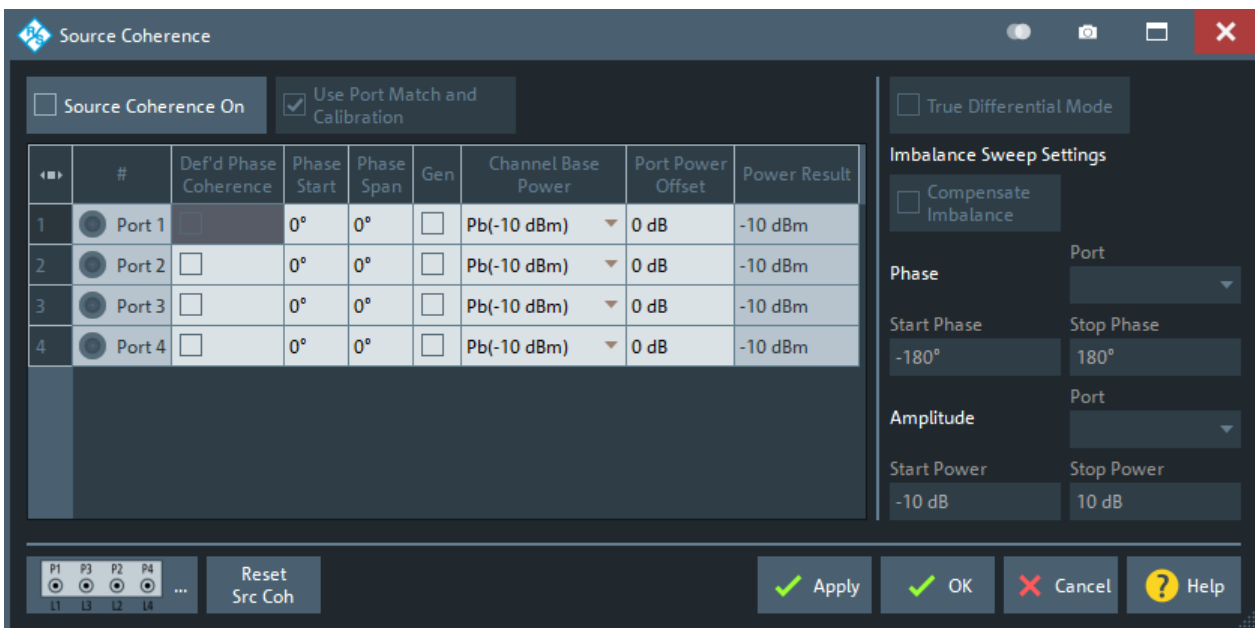 R&S Source Coherence
Source Coherence On
Use Port Match and
Calibration
# Def'd Phase Coherence Phase Start Phase Span Gen Channel Base Power Port Power Offset Power Result
1 Port 1 0° 0° Pb(-10 dBm) 0 dB -10 dBm
2 Port 2 0° 0° Pb(-10 dBm) 0 dB -10 dBm
3 Port 3 0° 0° Pb(-10 dBm) 0 dB -10 dBm
4 Port 4 0° 0° Pb(-10 dBm) 0 dB -10 dBm
True Differential Mode
Imbalance Sweep Settings
Compensate
Imbalance
Port
Phase
Start Phase Stop Phase
-180° 180°
Port
Amplitude
Start Power Stop Power
-10 dB 10 dB
P1 P3 P2 P4
L1 L3 L2 L4
...
Reset
Src Coh
Apply OK Cancel ? Help